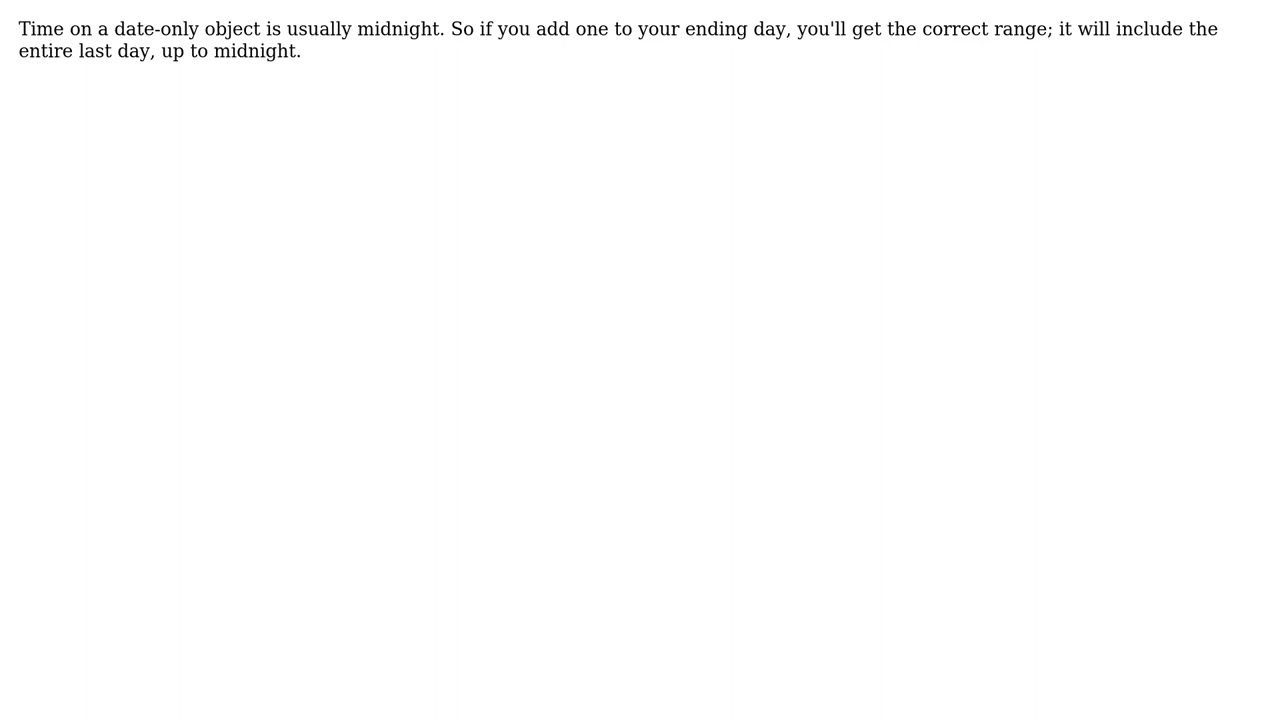 Time on a date-only object is usually midnight. So if you add one to your ending day, you'll get the correct range; it will include the
entire last day, up to midnight.